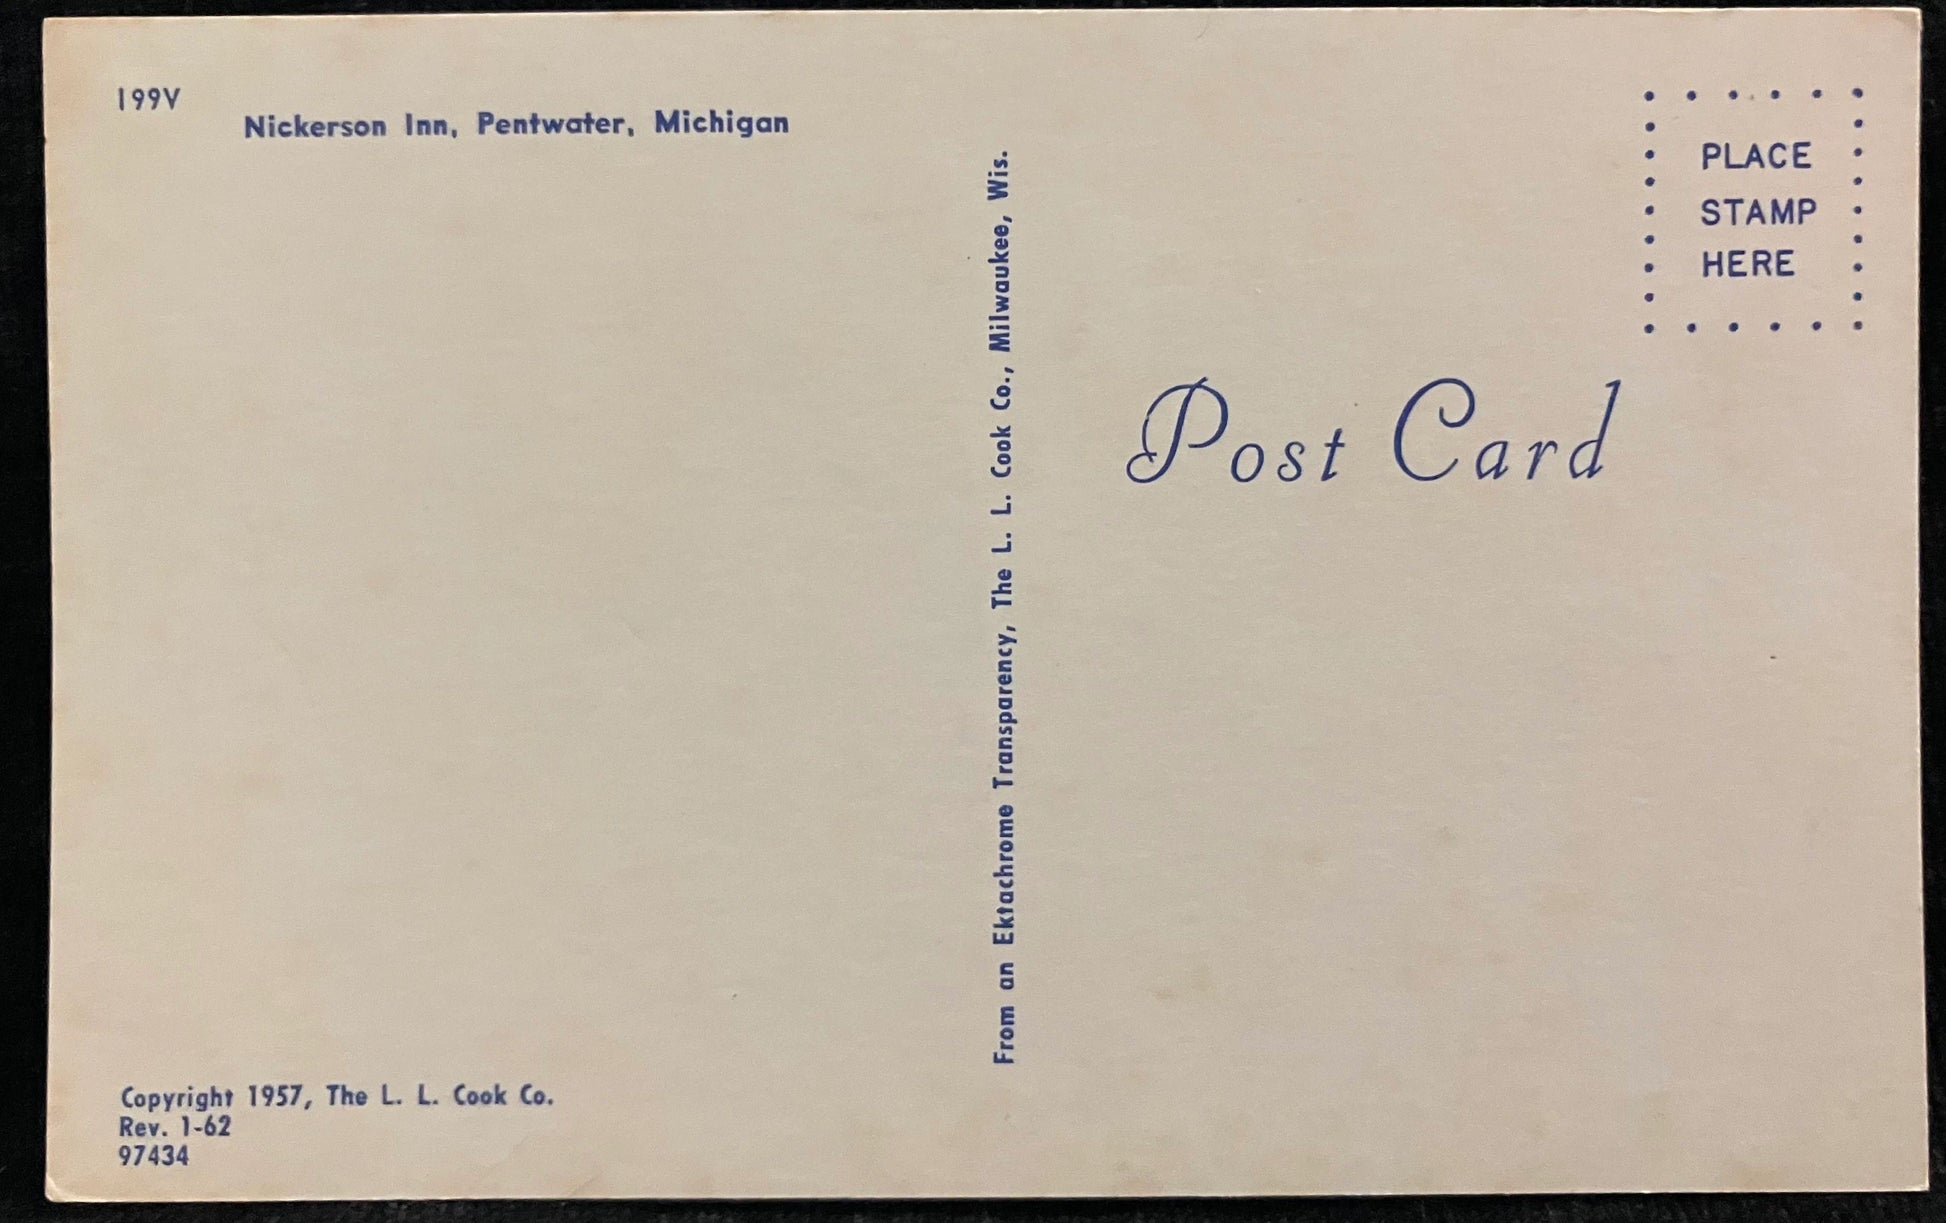 199V
Nickerson Inn, Pentwater, Michigan
Copyright 1957, The L. L. Cook Co.
Rev. 1-62
97434
From an Ektachrome Transparency, The L. L. Cook Co., Milwaukee, Wis.
PLACE
STAMP
HERE
Post Card